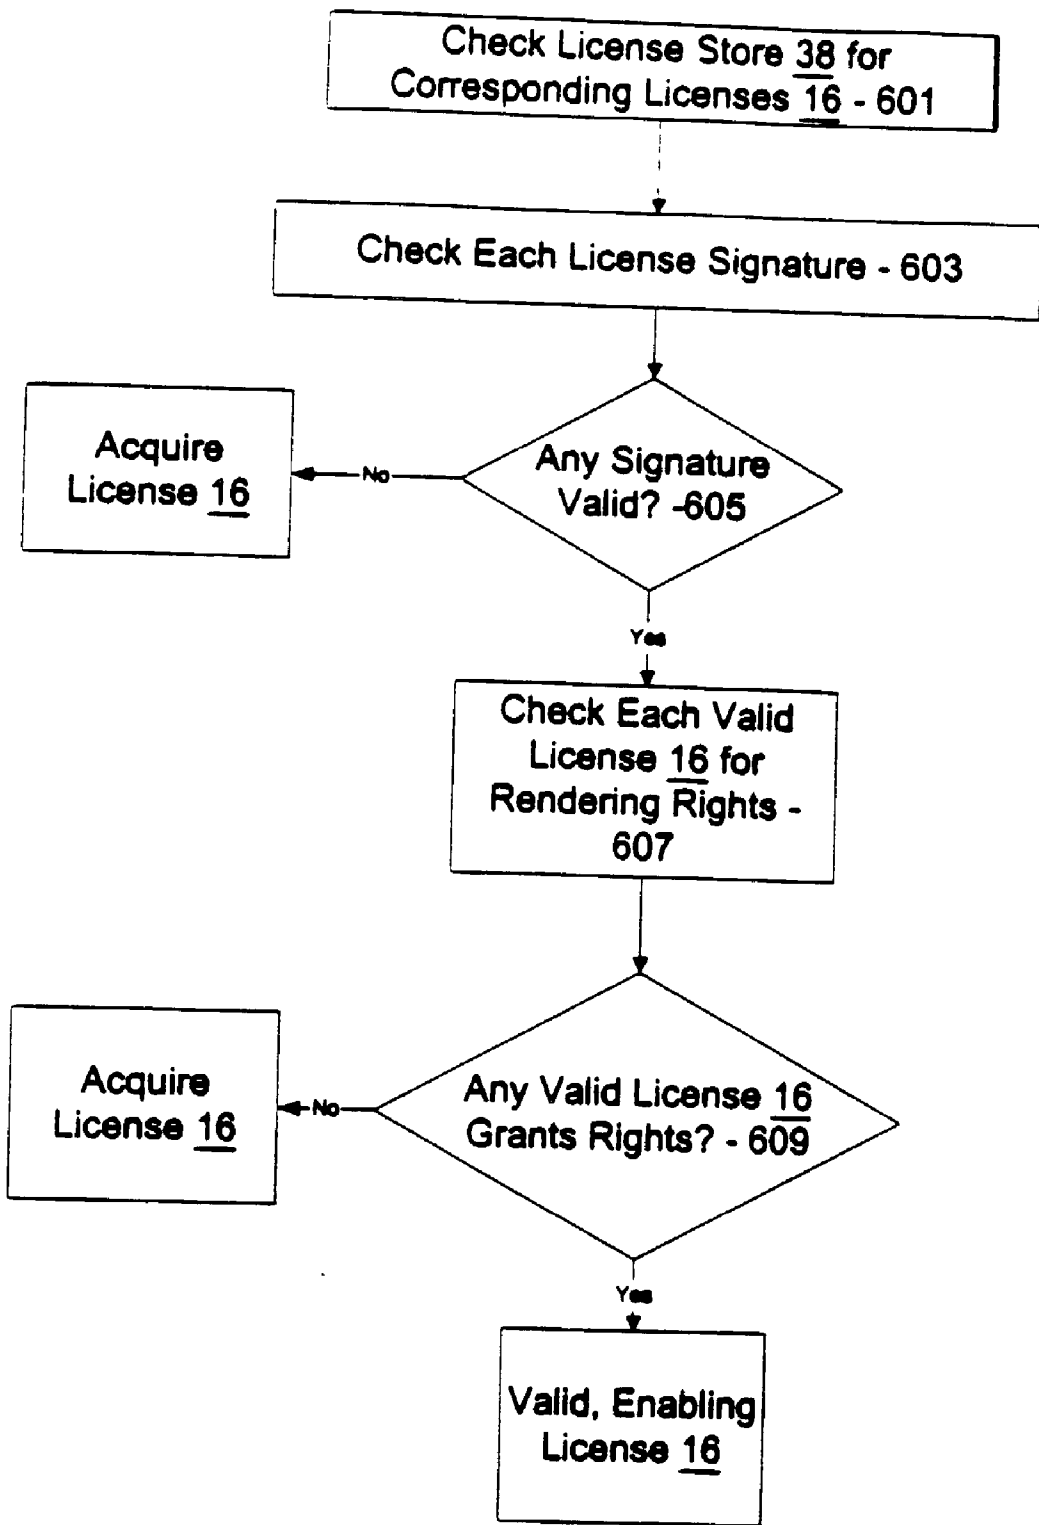 Check License Store 38 for
Corresponding Licenses 16 - 601
Check Each License Signature - 603
Any Signature
Valid? -605
No
Acquire
License 16
Yes
Check Each Valid
License 16 for
Rendering Rights -
607
Any Valid License 16
Grants Rights? - 609
No
Acquire
License 16
Yes
Valid, Enabling
License 16